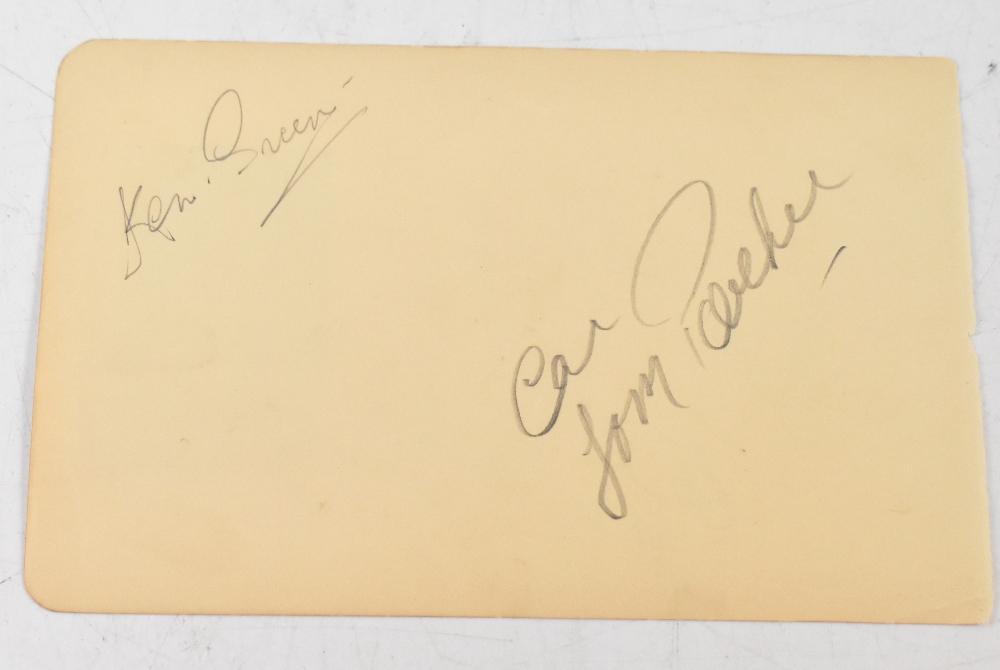 Ken. Green
Col
Tom Parker